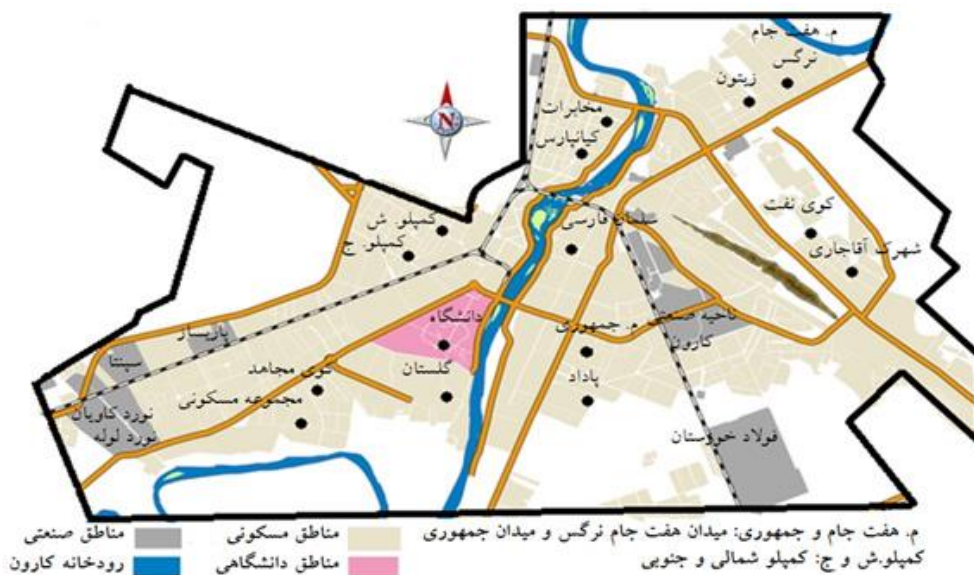 م. هفت جام
نرگس
زیتون
مخابرات
کیانپارس
N
کوی نفت
سلمان فارسی
شهرک آقاجاری
کمپلو. ش
کمپلو. ج
دانشگاه
ناحیه صنعتی
کارون
م. جمهوری
پاریساز
سپنتا
کوی مجاهد
گلستان
پاداد
مجموعه مسکونی
نورد کاویان
نورد لوله
فولاد خوزستان
م. هفت جام و جمهوری: میدان هفت جام نرگس و میدان جمهوری
کمپلو.ش و ج: کمپلو شمالی و جنوبی
مناطق مسکونی
مناطق دانشگاهی
مناطق صنعتی
رودخانه کارون